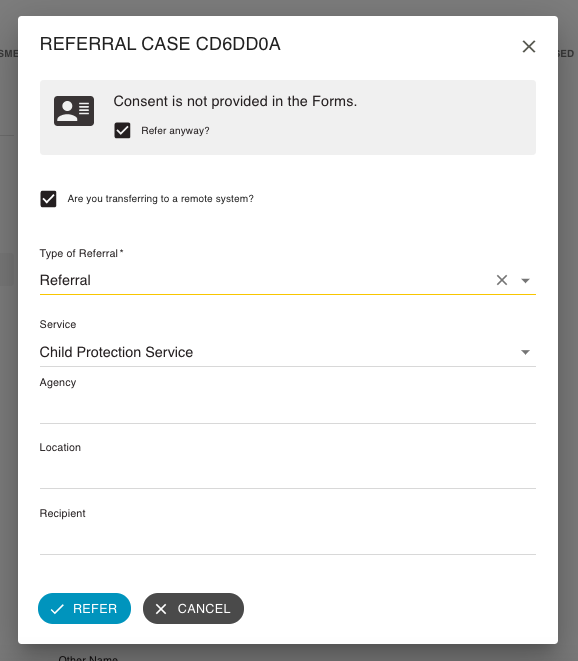 REFERRAL CASE CD6DD0A
SME
SED
Consent is not provided in the Forms.
Refer anyway?
Are you transferring to a remote system?
Type of Referral*
Referral
Service
Child Protection Service
Agency
Location
Recipient
REFER
CANCEL
Other Name